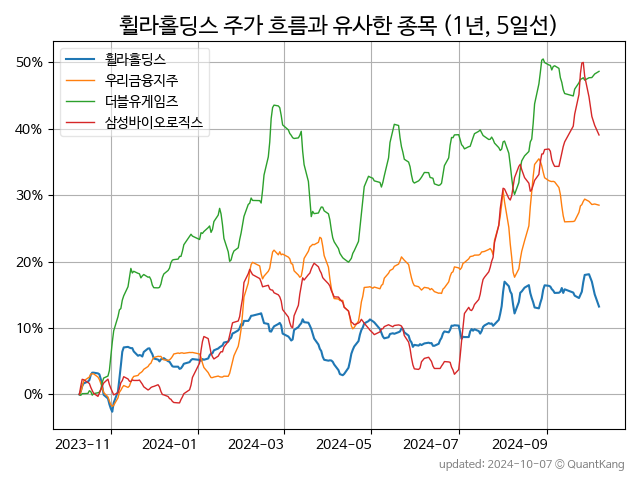 휠라홀딩스 주가 흐름과 유사한 종목 (1년, 5일선)
휠라홀딩스
우리금융지주
더블유게임즈
삼성바이오로직스
50%
40%
30%
20%
10%
0%
2023-11 2024-01 2024-03 2024-05 2024-07 2024-09
updated: 2024-10-07 © QuantKang